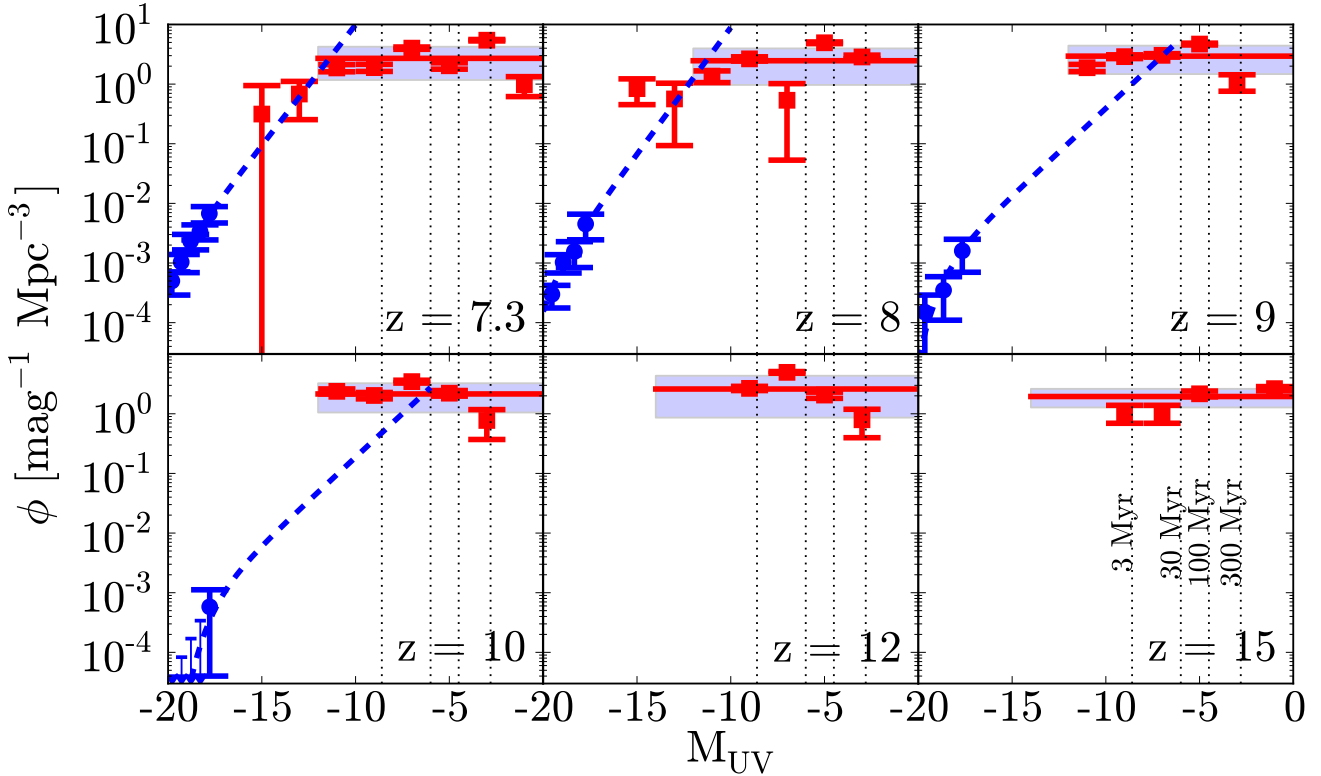 10^1
10^0
10^-1
10^-2
10^-3
10^-4
z = 7.3
z = 8
z = 9
ϕ [mag^-1 Mpc^-3]
10^0
10^-1
10^-2
10^-3
10^-4
3 Myr
30 Myr
100 Myr
300 Myr
z = 10
z = 12
z = 15
-20 -15 -10 -5 -20 -15 -10 -5 -20 -15 -10 -5 0
M_UV